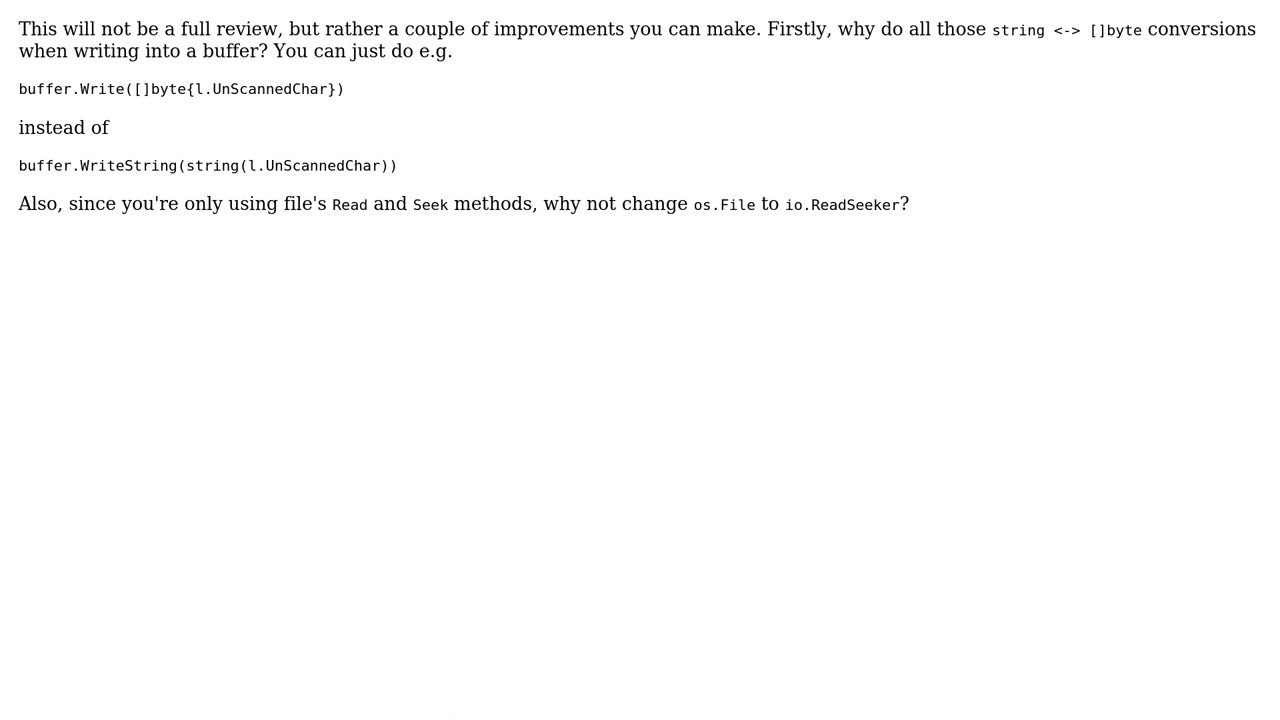 This will not be a full review, but rather a couple of improvements you can make. Firstly, why do all those string <-> []byte conversions
when writing into a buffer? You can just do e.g.
buffer.Write([]byte{l.UnScannedChar})
instead of
buffer.WriteString(string(l.UnScannedChar))
Also, since you're only using file's Read and Seek methods, why not change os.File to io.ReadSeeker?